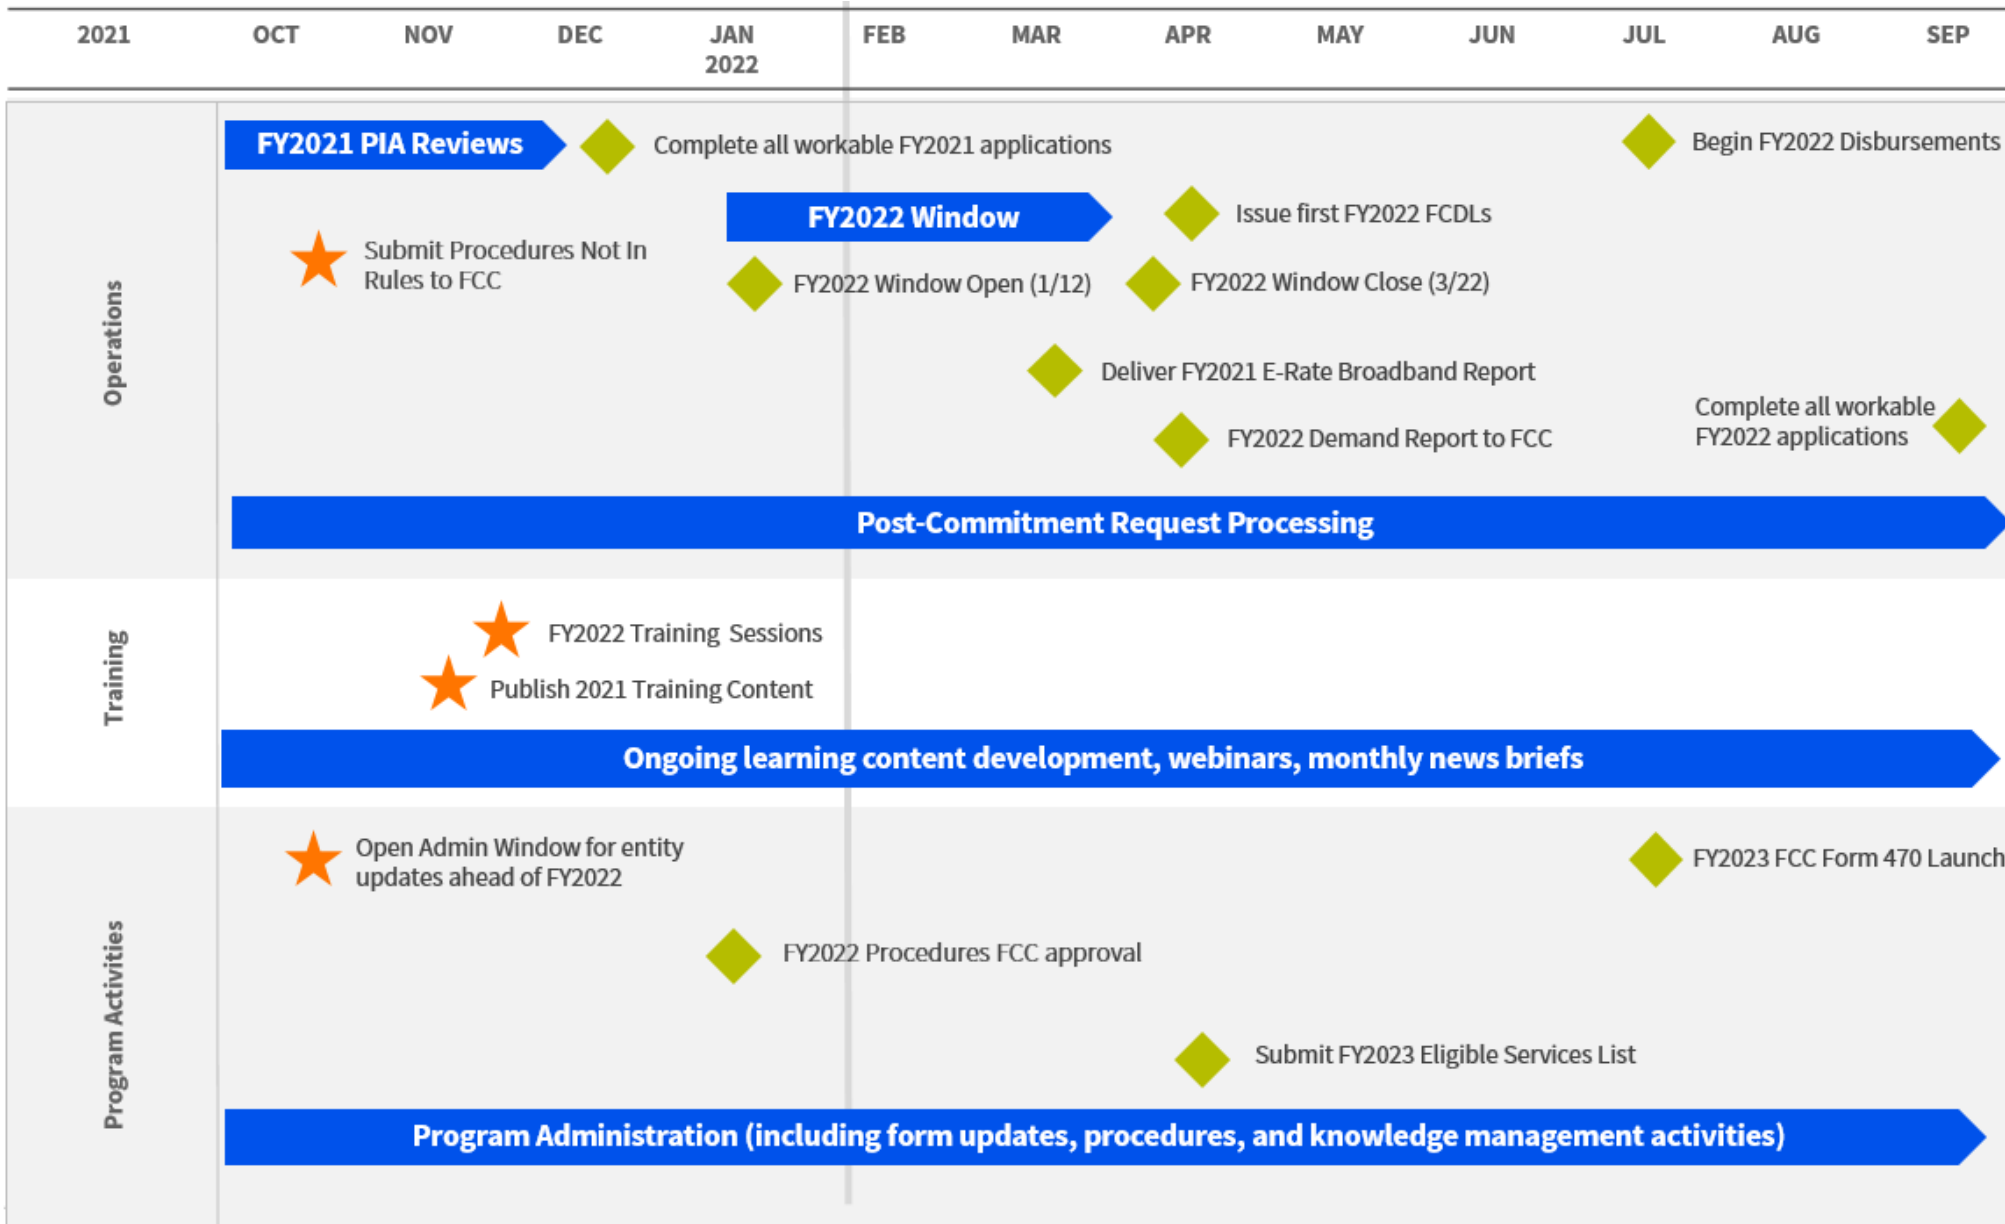 2021 OCT NOV DEC JAN FEB MAR APR MAY JUN JUL AUG SEP
2022
Operations
FY2021 PIA Reviews
Complete all workable FY2021 applications
Begin FY2022 Disbursements
FY2022 Window
Issue first FY2022 FCDLs
Submit Procedures Not In
Rules to FCC
FY2022 Window Open (1/12)
FY2022 Window Close (3/22)
Deliver FY2021 E-Rate Broadband Report
Complete all workable
FY2022 applications
FY2022 Demand Report to FCC
Post-Commitment Request Processing
Training
FY2022 Training Sessions
Publish 2021 Training Content
Ongoing learning content development, webinars, monthly news briefs
Program Activities
Open Admin Window for entity
updates ahead of FY2022
FY2023 FCC Form 470 Launch
FY2022 Procedures FCC approval
Submit FY2023 Eligible Services List
Program Administration (including form updates, procedures, and knowledge management activities)